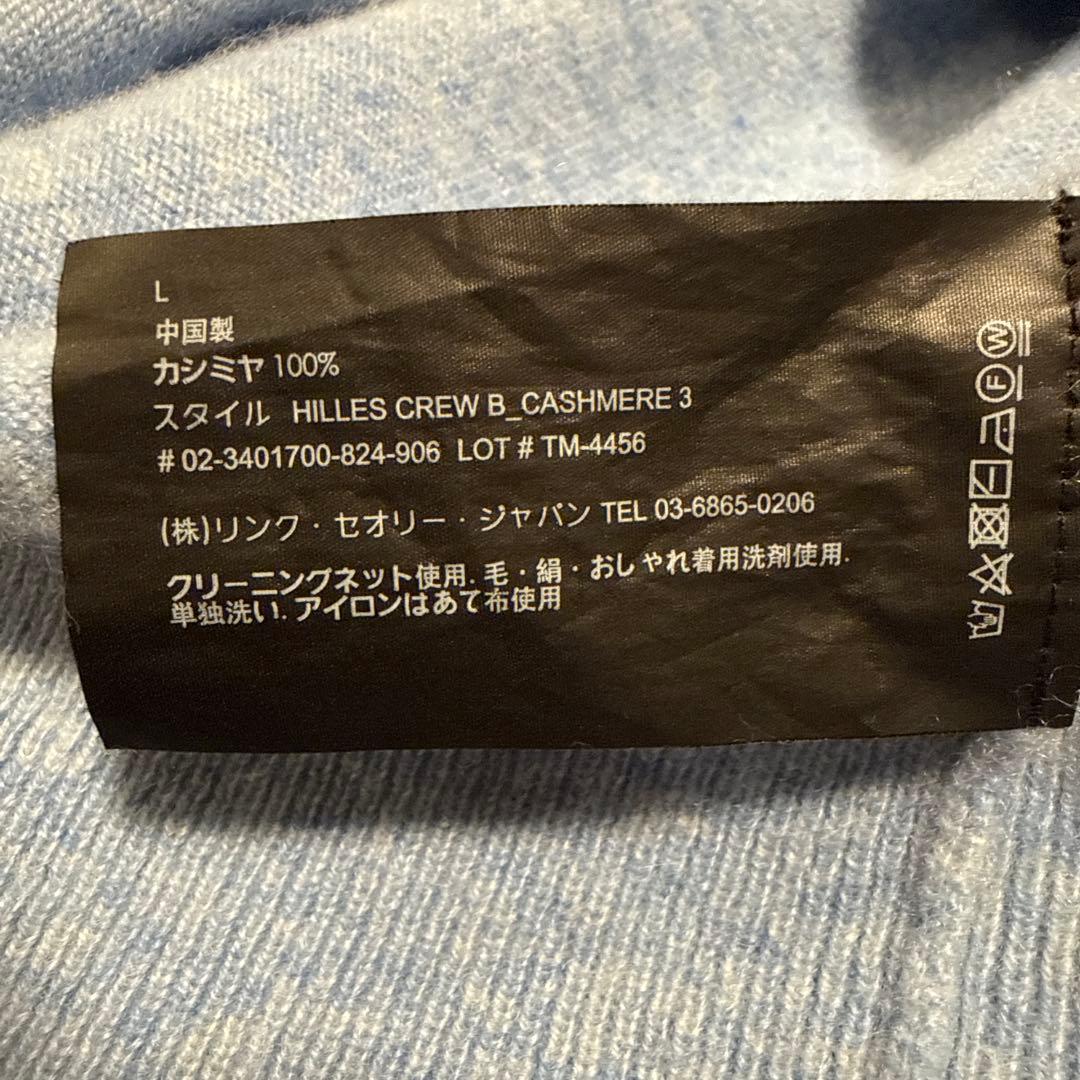 L
中国製
カシミヤ 100%
スタイル HILLES CREW B_CASHMERE 3
# 02-3401700-824-906 LOT # TM-4456
(株)リンク・セオリー・ジャパン TEL 03-6865-0206
クリーニングネット使用. 毛・絹・おしゃれ着用洗剤使用.
単独洗い. アイロンはあて布使用
W
F